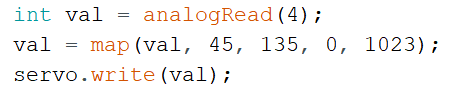 int val = analogRead(4);
val = map(val, 45, 135, 0, 1023);
servo.write(val);